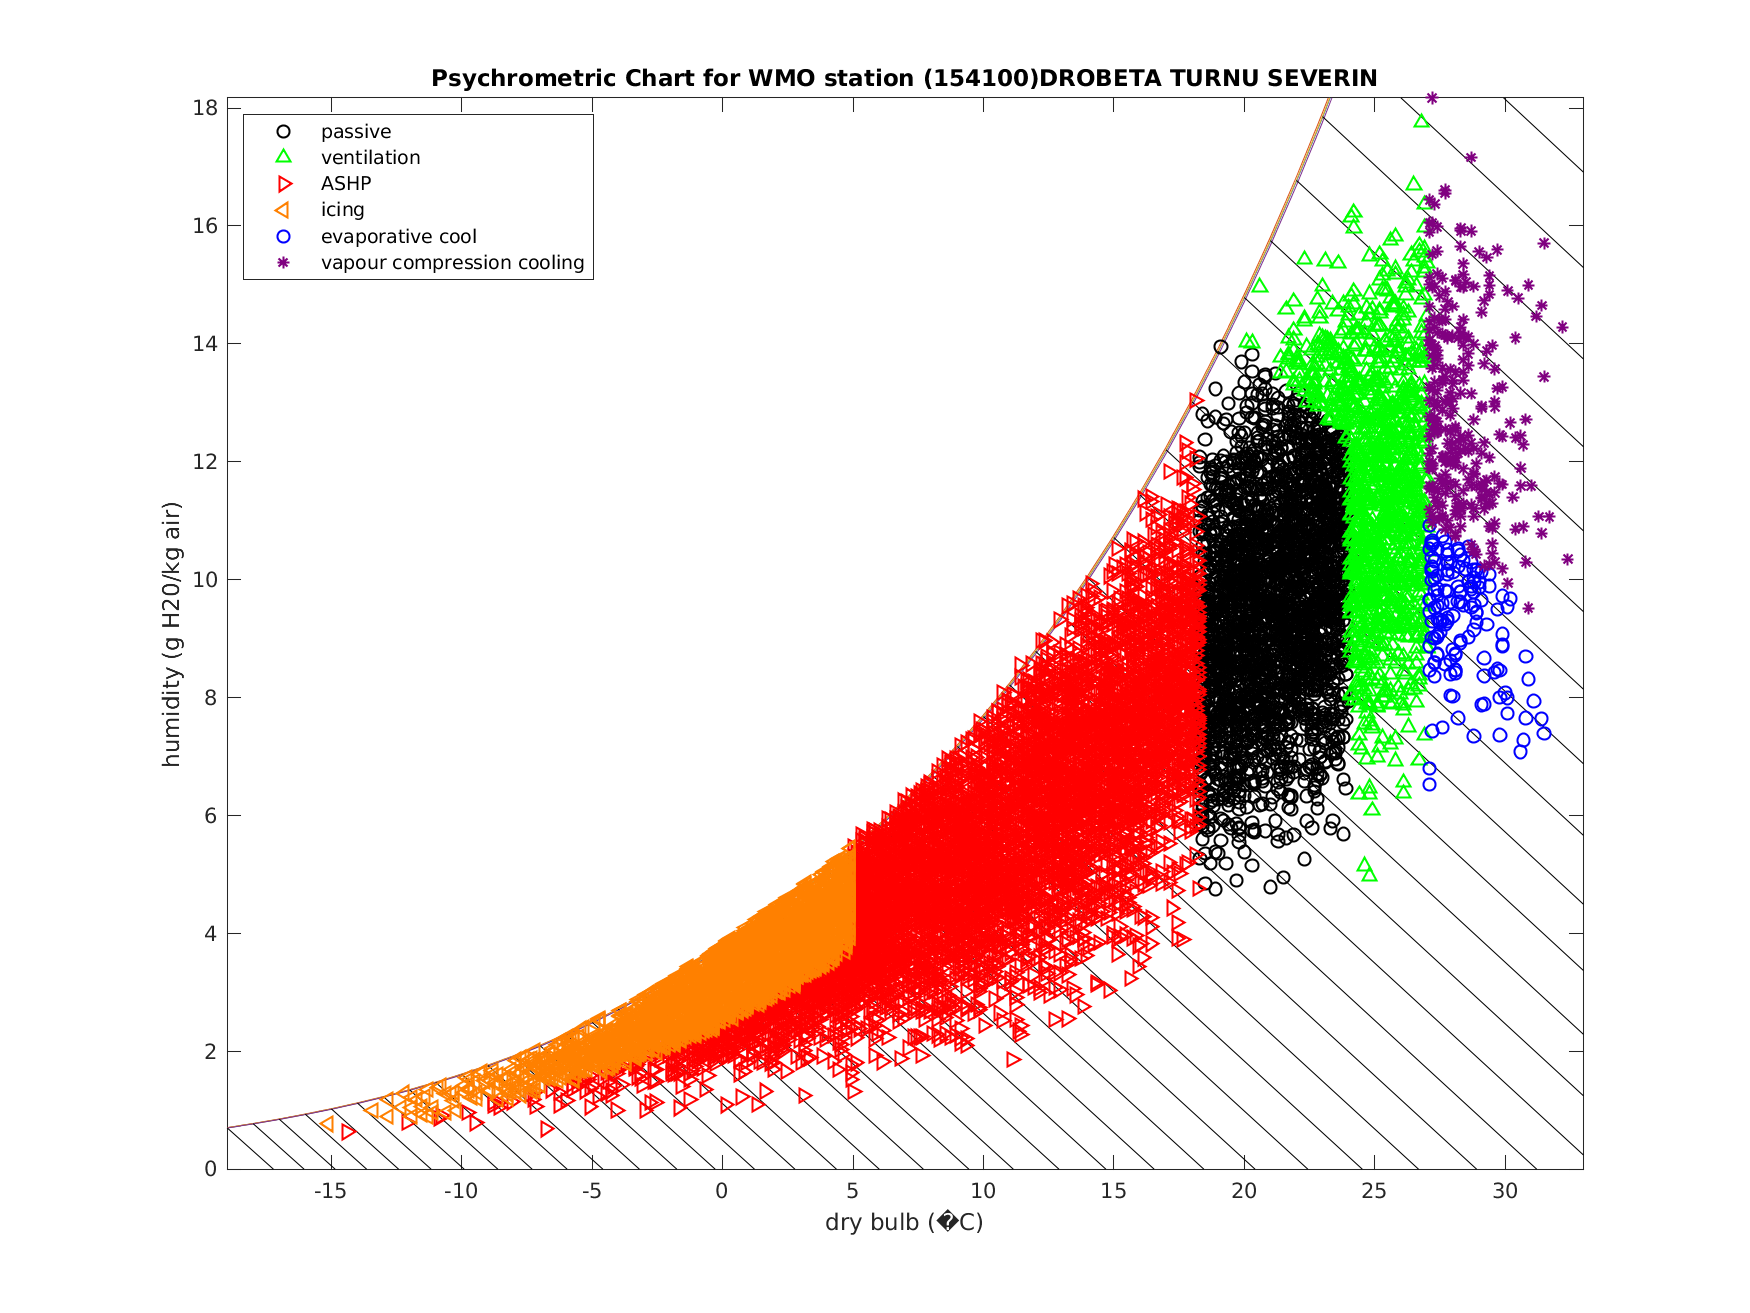 Psychrometric Chart for WMO station (154100)DROBETA TURNU SEVERIN
passive
ventilation
ASHP
icing
evaporative cool
vapour compression cooling
humidity (g H20/kg air)
18
16
14
12
10
8
6
4
2
0
-15 -10 -5 0 5 10 15 20 25 30
dry bulb (�C)